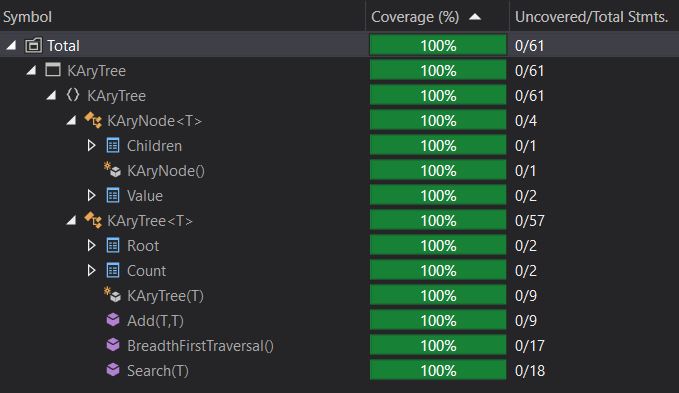 Symbol Coverage (%) Uncovered/Total Stmts.
Total 100% 0/61
KAryTree 100% 0/61
{} KAryTree 100% 0/61
KAryNode<T> 100% 0/4
Children 100% 0/1
KAryNode() 100% 0/1
Value 100% 0/2
KAryTree<T> 100% 0/57
Root 100% 0/2
Count 100% 0/2
KAryTree(T) 100% 0/9
Add(T,T) 100% 0/9
BreadthFirstTraversal() 100% 0/17
Search(T) 100% 0/18